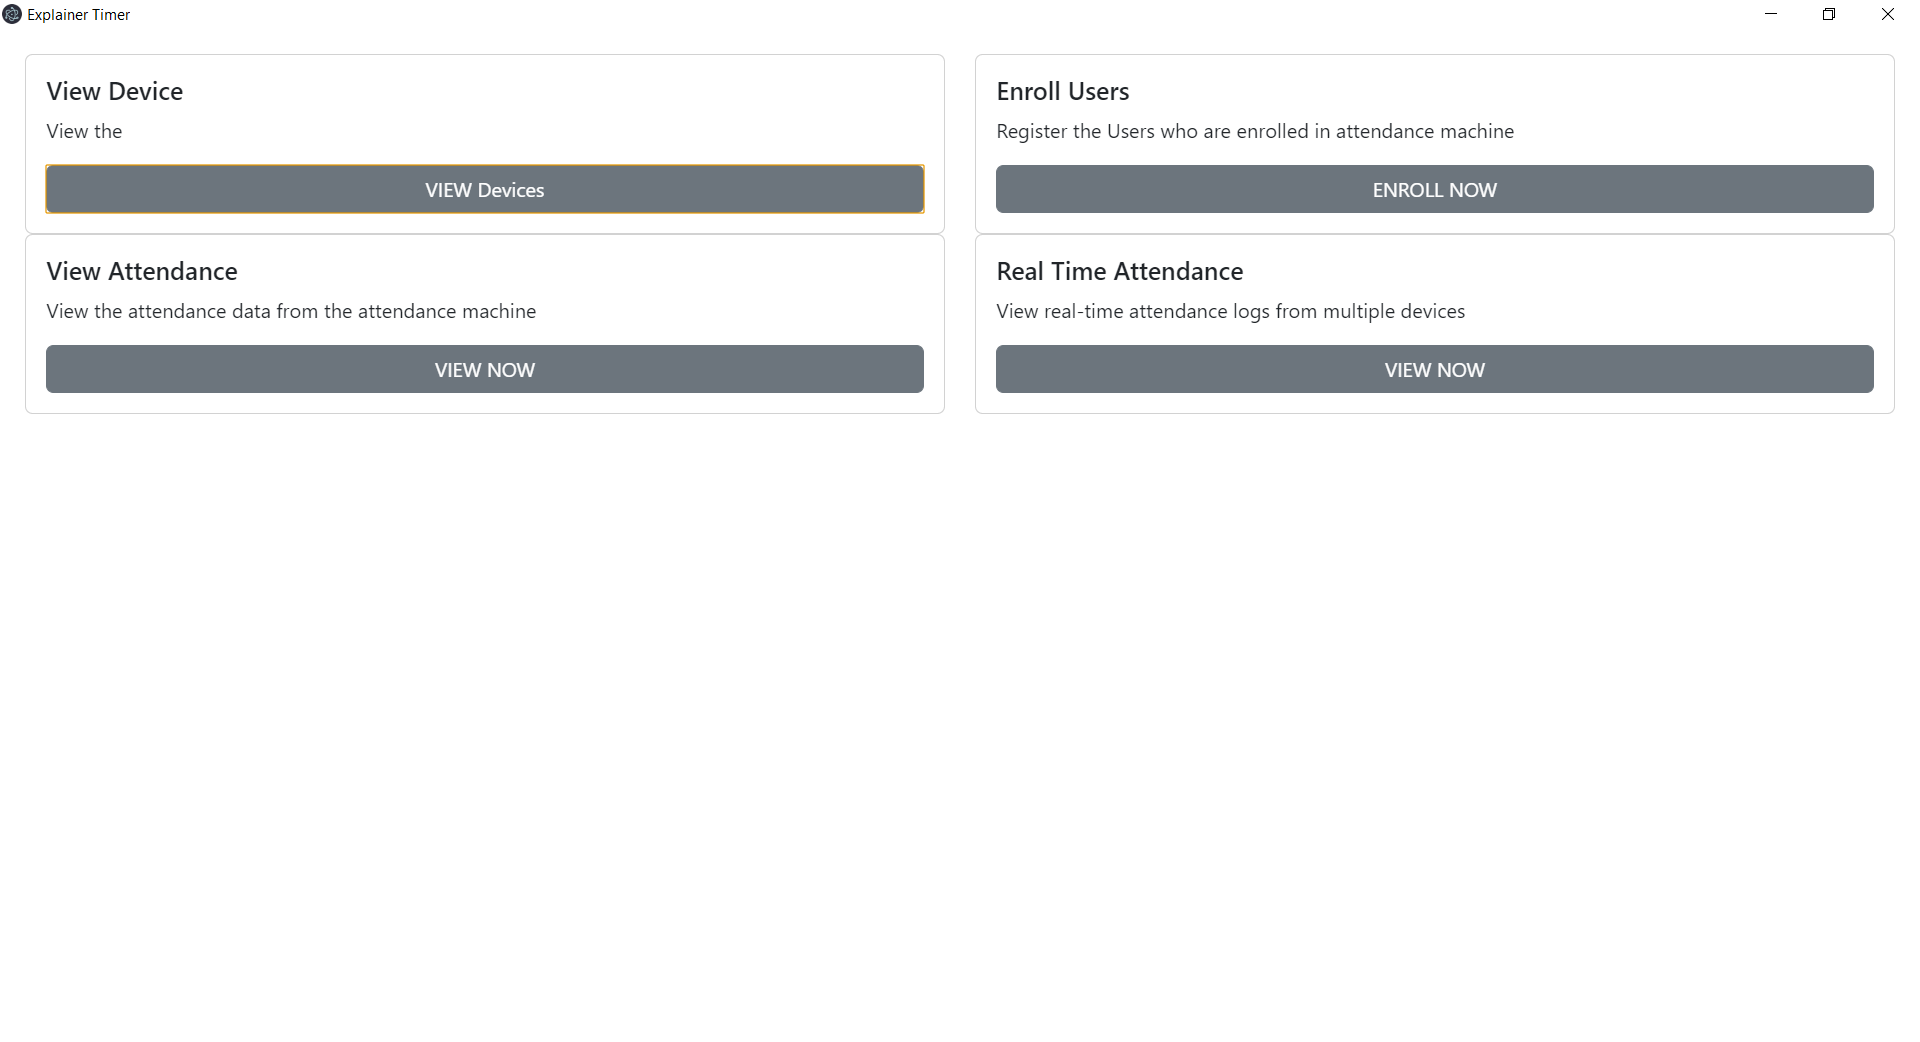 Explainer Timer
View Device
View the
VIEW Devices
Enroll Users
Register the Users who are enrolled in attendance machine
ENROLL NOW
View Attendance
View the attendance data from the attendance machine
VIEW NOW
Real Time Attendance
View real-time attendance logs from multiple devices
VIEW NOW